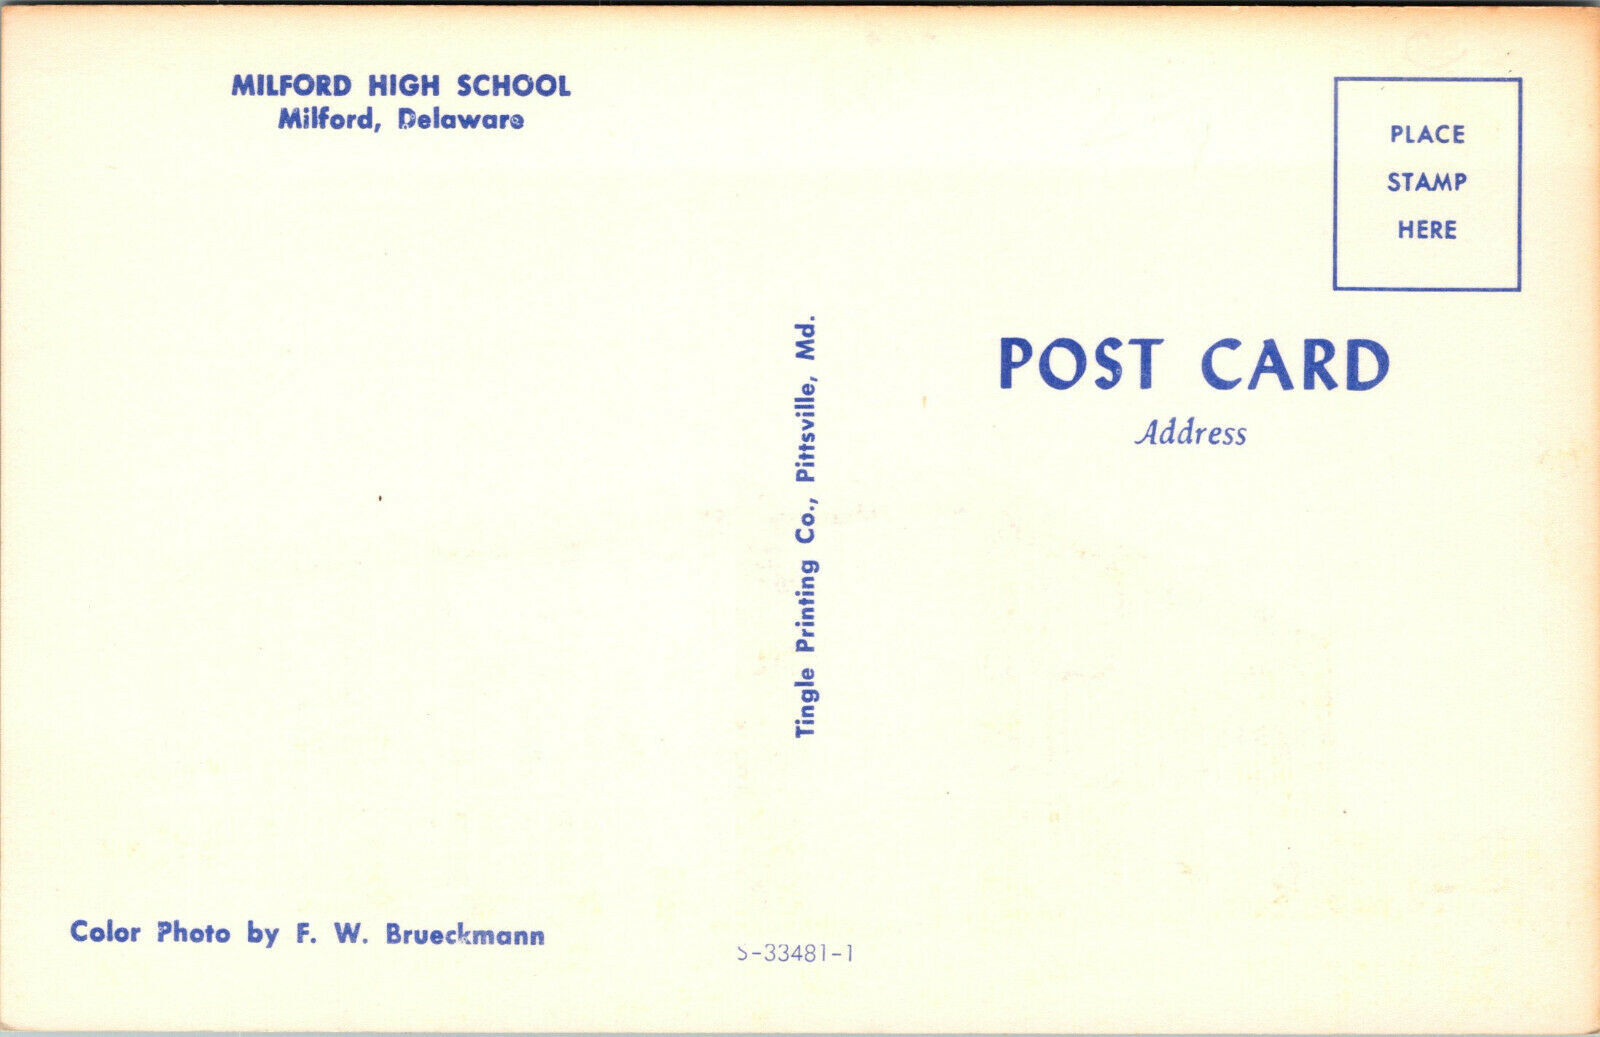 MILFORD HIGH SCHOOL
Milford, Delaware
PLACE
STAMP
HERE
POST CARD
Address
Tingle Printing Co., Pittsville, Md.
Color Photo by F. W. Brueckmann
S-33481-1